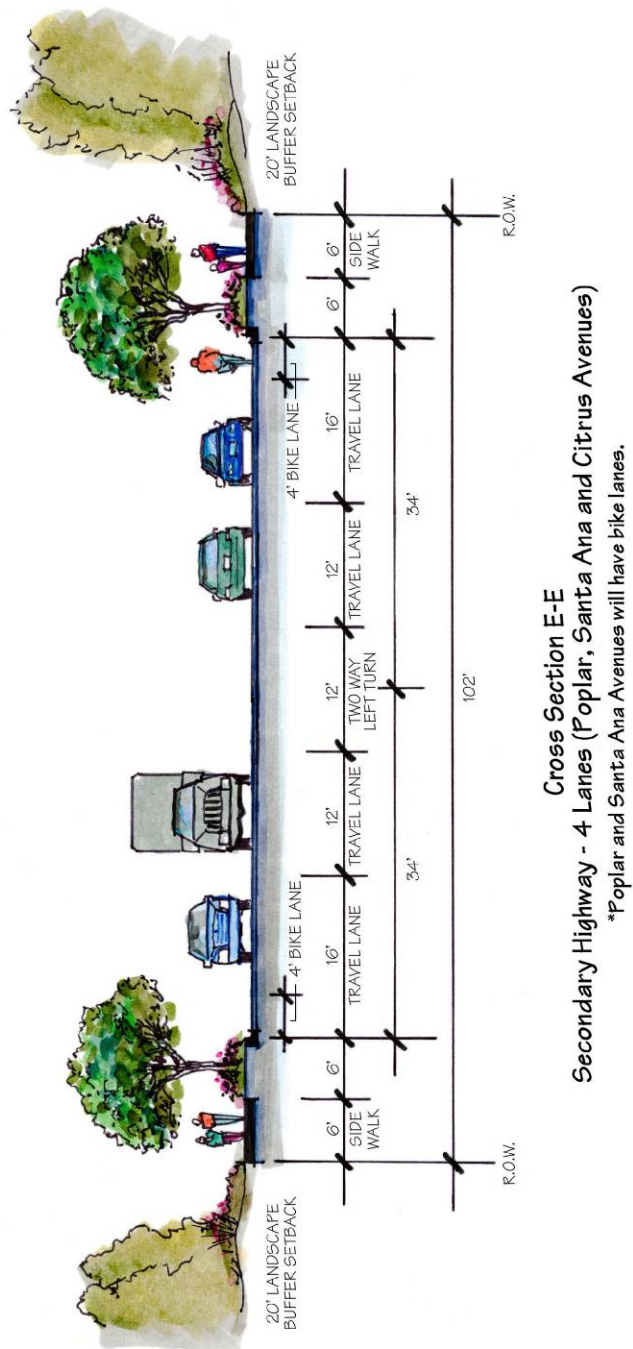 20' LANDSCAPE
BUFFER SETBACK
20' LANDSCAPE
BUFFER SETBACK
4' BIKE LANE
4' BIKE LANE
6'
SIDE
WALK
6'
16'
TRAVEL LANE
12'
TRAVEL LANE
12'
TWO WAY
LEFT TURN
12'
TRAVEL LANE
16'
TRAVEL LANE
6'
6'
SIDE
WALK
34'
34'
102'
R.O.W.
R.O.W.
Cross Section E-E
Secondary Highway - 4 Lanes (Poplar, Santa Ana and Citrus Avenues)
*Poplar and Santa Ana Avenues will have bike lanes.